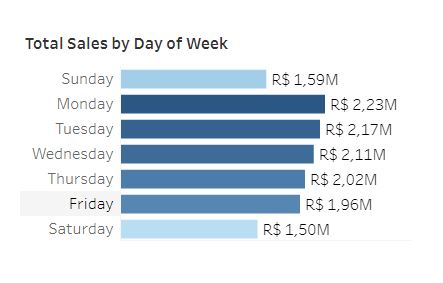 Total Sales by Day of Week
Sunday R$ 1,59M
Monday R$ 2,23M
Tuesday R$ 2,17M
Wednesday R$ 2,11M
Thursday R$ 2,02M
Friday R$ 1,96M
Saturday R$ 1,50M